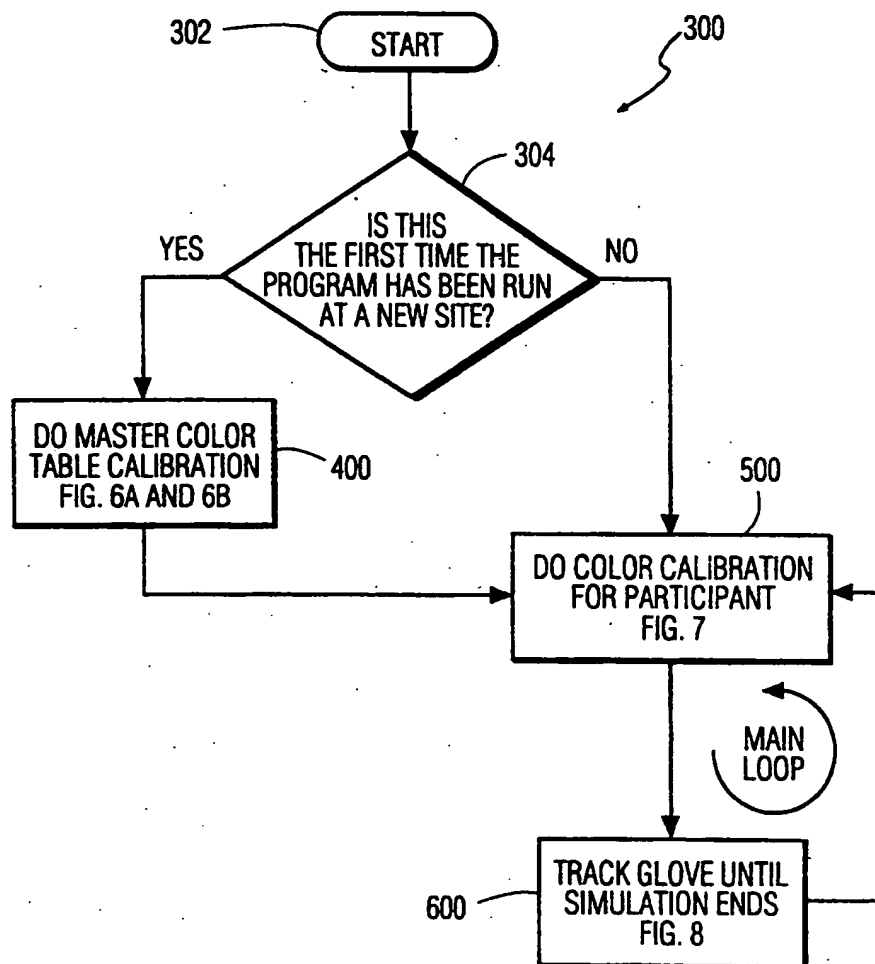 302
START
300
304
IS THIS
THE FIRST TIME THE
PROGRAM HAS BEEN RUN
AT A NEW SITE?
YES
NO
DO MASTER COLOR
TABLE CALIBRATION
FIG. 6A AND 6B
400
500
DO COLOR CALIBRATION
FOR PARTICIPANT
FIG. 7
MAIN
LOOP
600
TRACK GLOVE UNTIL
SIMULATION ENDS
FIG. 8